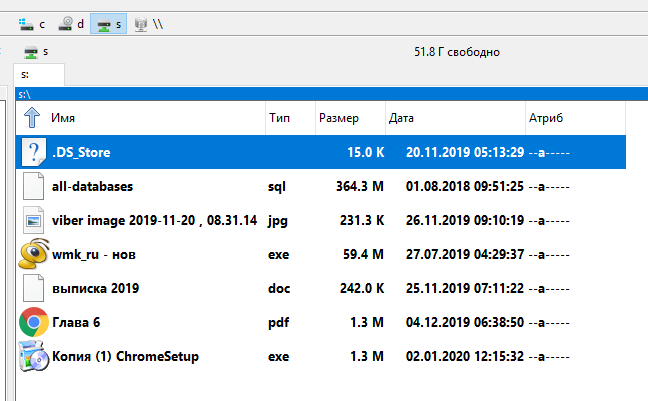 c d s \\
s 51.8 Г свободно
s:
s:\
Имя Тип Размер Дата Атриб
.DS_Store 15.0 K 20.11.2019 05:13:29 --a-----
all-databases sql 364.3 M 01.08.2018 09:51:25 --a-----
viber image 2019-11-20 , 08.31.14 jpg 231.3 K 26.11.2019 09:10:19 --a-----
wmk_ru - нов exe 59.4 M 27.07.2019 04:29:37 --a-----
выписка 2019 doc 242.0 K 25.11.2019 07:11:22 --a-----
Глава 6 pdf 1.3 M 04.12.2019 06:38:50 --a-----
Копия (1) ChromeSetup exe 1.3 M 02.01.2020 12:15:32 --a-----